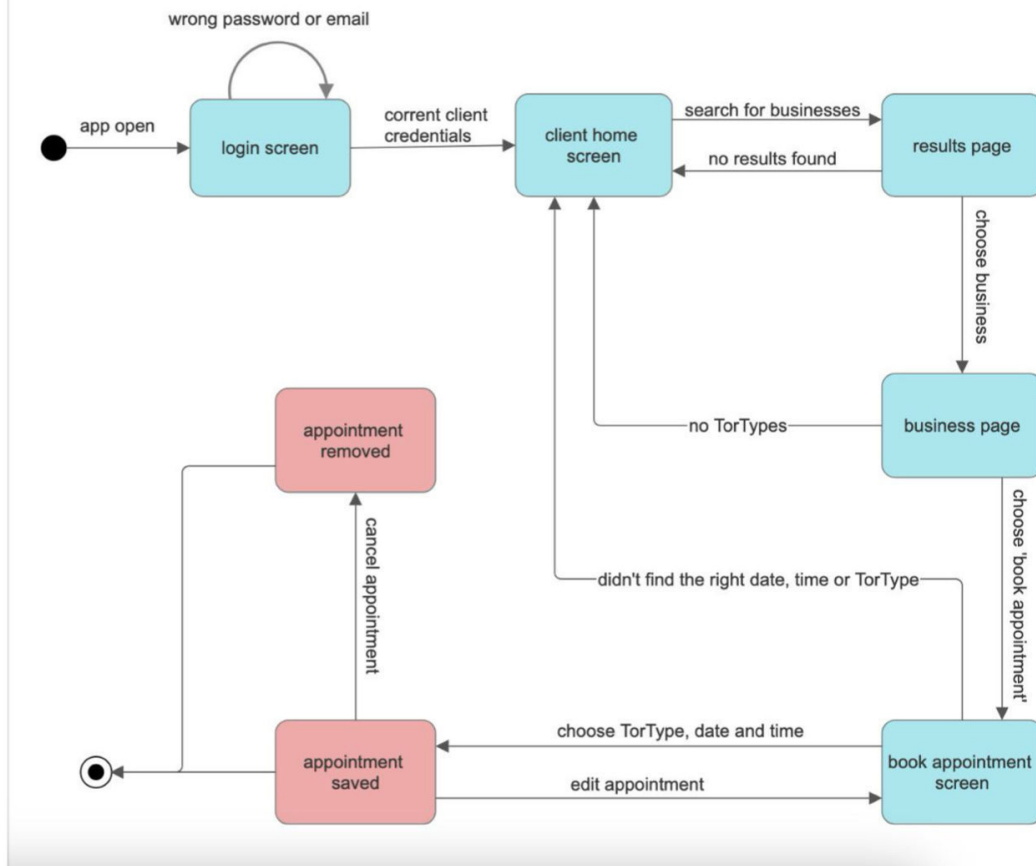 wrong password or email
app open
login screen
corrent client
credentials
client home
screen
search for businesses
no results found
results page
choose business
business page
no TorTypes
choose 'book appointment'
didn't find the right date, time or TorType
appointment
removed
cancel appointment
appointment
saved
choose TorType, date and time
edit appointment
book appointment
screen